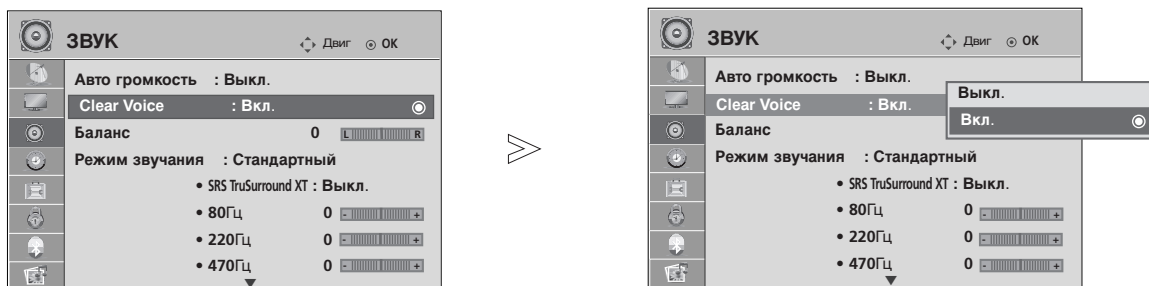 ЗВУК Двиг ОК
Авто громкость : Выкл.
Clear Voice : Вкл.
Баланс 0 L R
Режим звучания : Стандартный
• SRS TruSurround XT : Выкл.
• 80Гц 0 - +
• 220Гц 0 - +
• 470Гц 0 - +
ЗВУК Двиг ОК
Авто громкость : Выкл.
Clear Voice : Вкл.
Выкл.
Вкл.
Баланс
Режим звучания : Стандартный
• SRS TruSurround XT : Выкл.
• 80Гц 0 - +
• 220Гц 0 - +
• 470Гц 0 - +